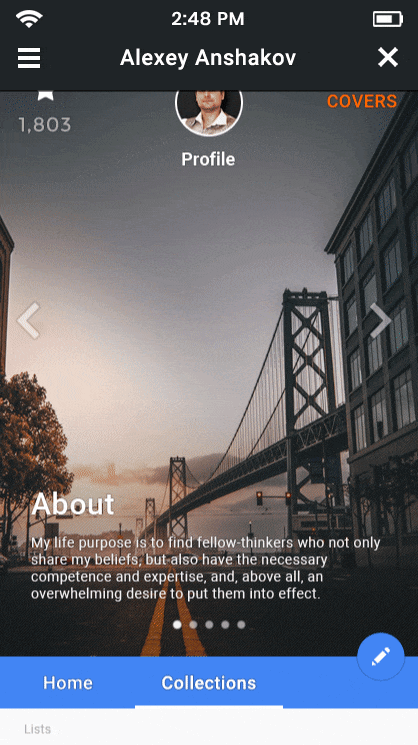 2:48 PM
Alexey Anshakov
COVERS
1,803
Profile
About
My life purpose is to find fellow-thinkers who not only
share my beliefs, but also have the necessary
competence and expertise, and, above all, an
overwhelming desire to put them into effect.
Home
Collections
Lists